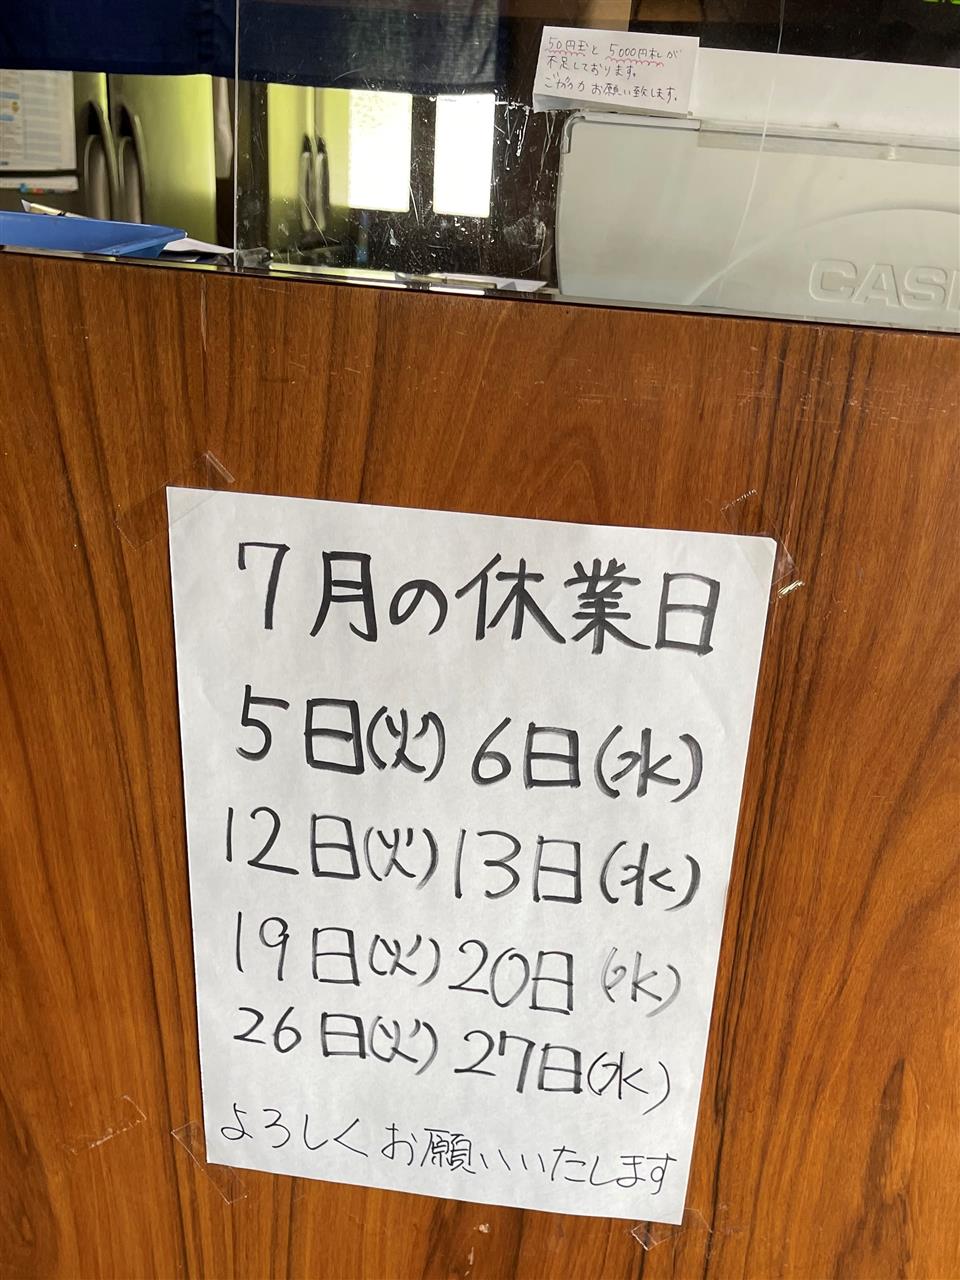 50円玉と5000円札が
不足しております。
ご協力お願い致します。
CAS
7月の休業日
5日(火) 6日(水)
12日(火) 13日(水)
19日(火) 20日(水)
26日(火) 27日(水)
よろしくお願いいたします